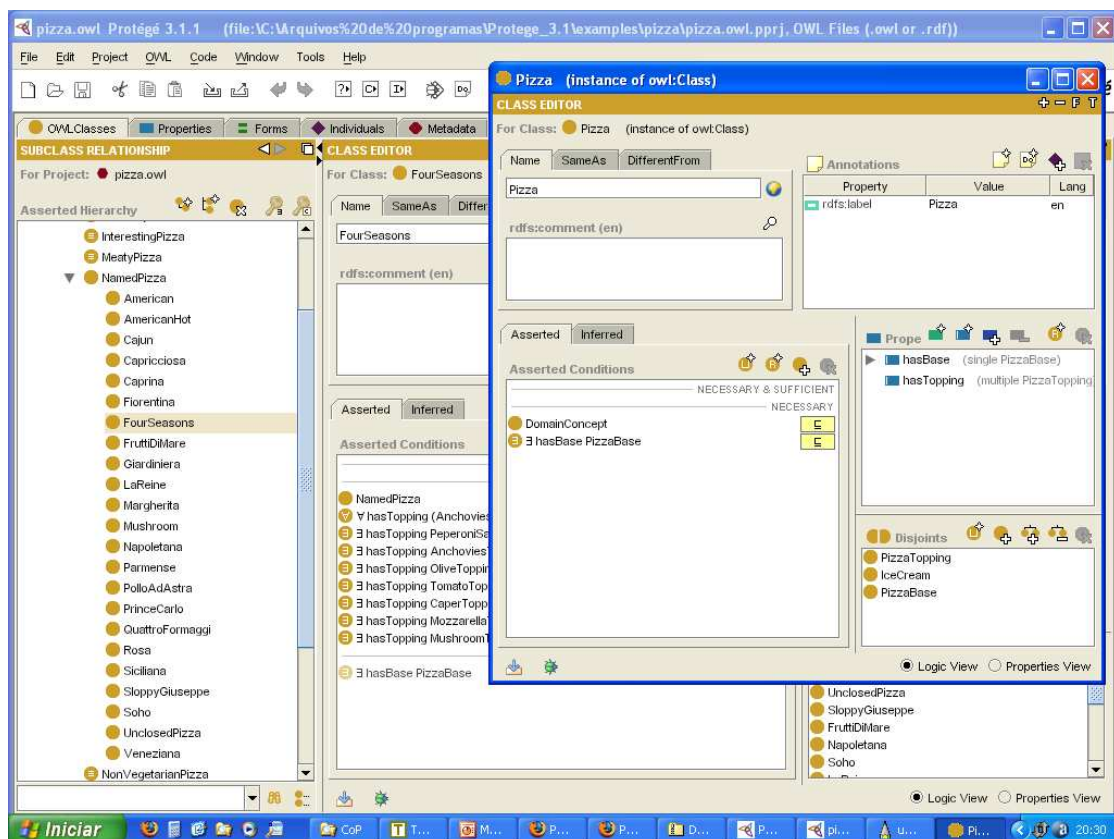 pizza.owl Protégé 3.1.1 (file:\C:\Arquivos%20de%20programas\Protege_3.1\examples\pizza\pizza.owl.pprj, OWL Files (.owl or .rdf))
File Edit Project OWL Code Window Tools Help
OWLClasses Properties Forms Individuals Metadata
SUBCLASS RELATIONSHIP
For Project: pizza.owl
Asserted Hierarchy
InterestingPizza
MeatyPizza
NamedPizza
American
AmericanHot
Cajun
Capricciosa
Caprina
Fiorentina
FourSeasons
FruttiDiMare
Giardiniera
LaReine
Margherita
Mushroom
Napoletana
Parmense
PolloAdAstra
PrinceCarlo
QuattroFormaggi
Rosa
Siciliana
SloppyGiuseppe
Soho
UnclosedPizza
Veneziana
NonVegetarianPizza
CLASS EDITOR
For Class: FourSeasons
Name SameAs Differ
FourSeasons
rdfs:comment (en)
Asserted Inferred
Asserted Conditions
NamedPizza
∀ hasTopping (Anchovies
∃ hasTopping PeperoniSa
∃ hasTopping Anchovies
∃ hasTopping OliveToppin
∃ hasTopping TomatoTop
∃ hasTopping CaperTopp
∃ hasTopping Mozzarella
∃ hasTopping MushroomT
∃ hasBase PizzaBase
Pizza (instance of owl:Class)
CLASS EDITOR
F T
For Class: Pizza (instance of owl:Class)
Name SameAs DifferentFrom
Pizza
rdfs:comment (en)
Annotations
Property Value Lang
rdfs:label Pizza en
Asserted Inferred
Asserted Conditions
NECESSARY & SUFFICIENT
NECESSARY
DomainConcept
∃ hasBase PizzaBase
Prope
hasBase (single PizzaBase)
hasTopping (multiple PizzaTopping)
Disjoints
PizzaTopping
IceCream
PizzaBase
Logic View Properties View
UnclosedPizza
SloppyGiuseppe
FruttiDiMare
Napoletana
Soho
Logic View Properties View
Iniciar CoP T... M... P... P... D... P... pi... u... Pi... 20:30